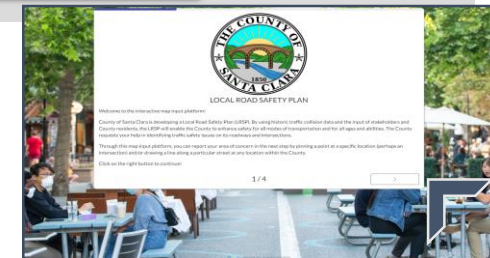 THE COUNTY OF
SANTA CLARA
1850
LOCAL ROAD SAFETY PLAN
Welcome to the interactive map input platform!
County of Santa Clara is developing a Local Road Safety Plan (LRSP). By using historic traffic collision data and the input of stakeholders and
County residents, the LRSP will enable the County to enhance safety for all modes of transportation and for all ages and abilities. The County
requests your help in identifying traffic safety issues on its roadways and intersections.
Through this map input platform, you can report your area of concern in the next step by pinning a point at a specific location (perhaps an
intersection) and/or drawing a line along a particular street at any location within the County.
Click on the right button to continue!
1 / 4
>